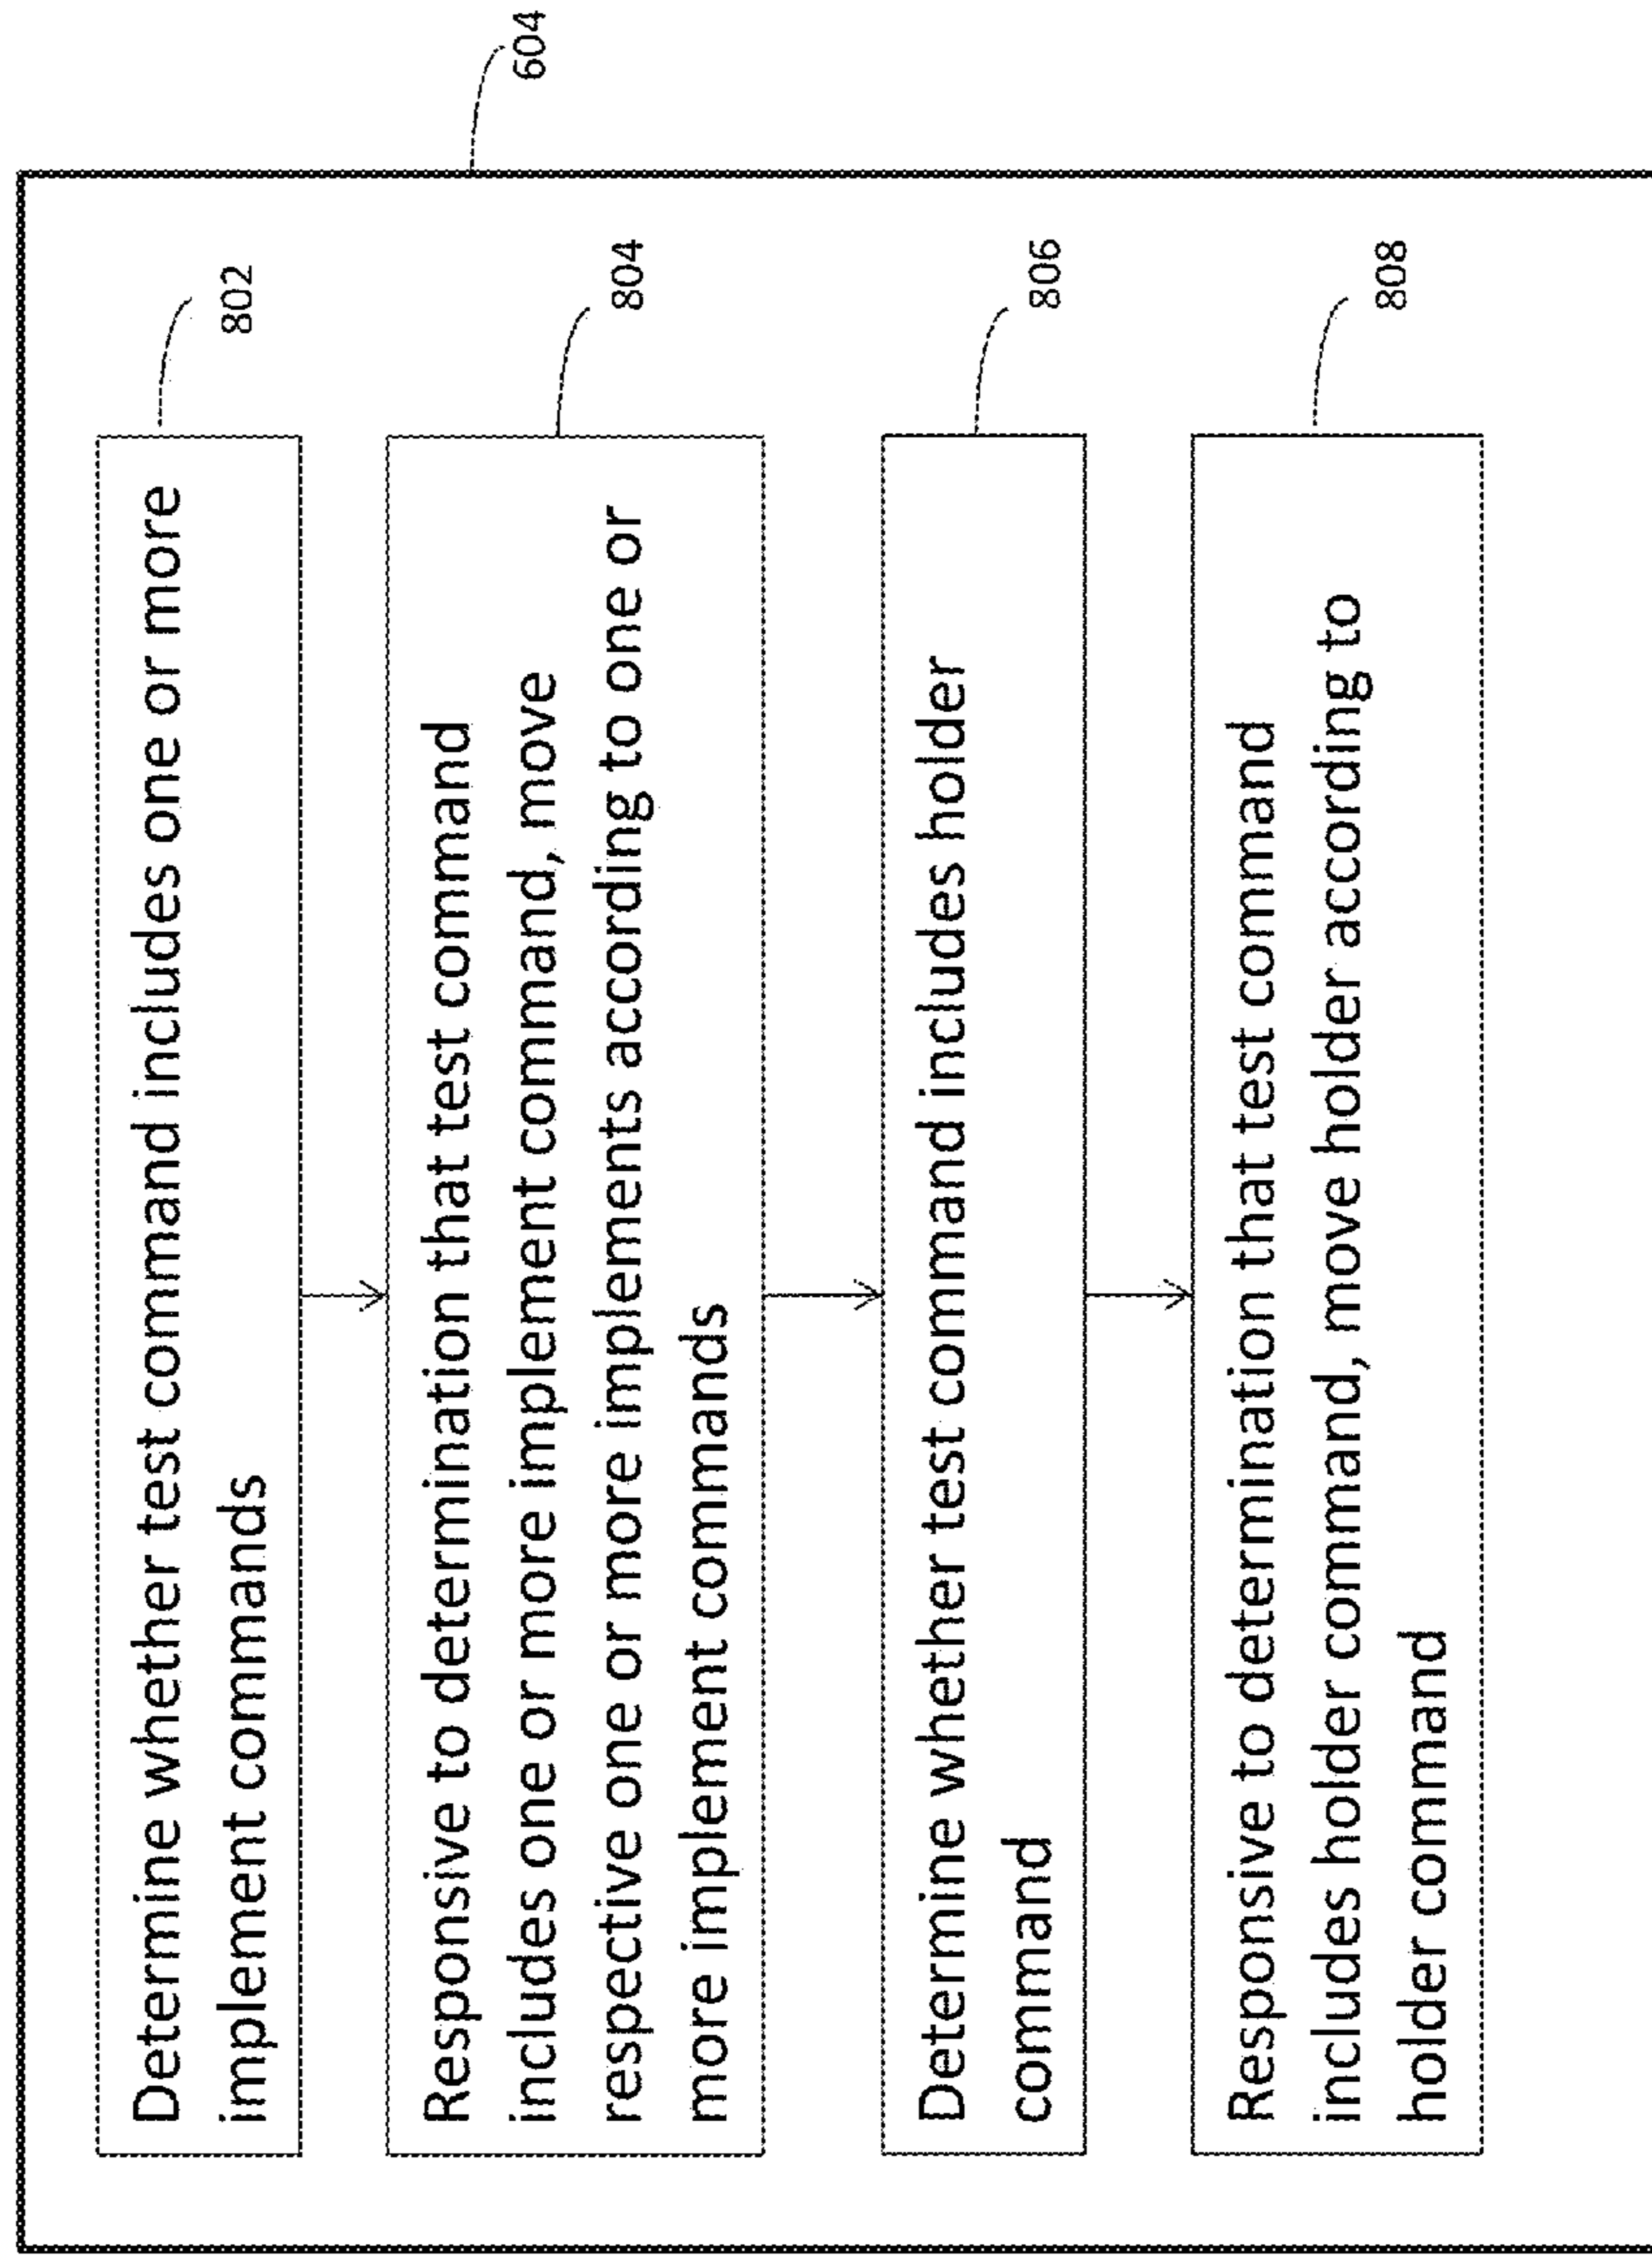 604
Determine whether test command includes one or more
implement commands
802
Responsive to determination that test command
includes one or more implement command, move
respective one or more implements according to one or
more implement commands
804
Determine whether test command includes holder
command
806
Responsive to determination that test command
includes holder command, move holder according to
holder command
808